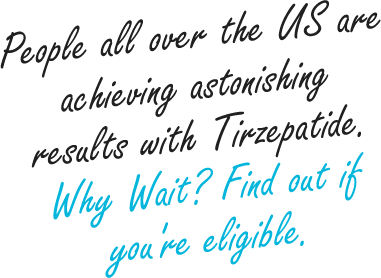 People all over the US are
achieving astonishing
results with Tirzepatide.
Why Wait? Find out if
you're eligible.